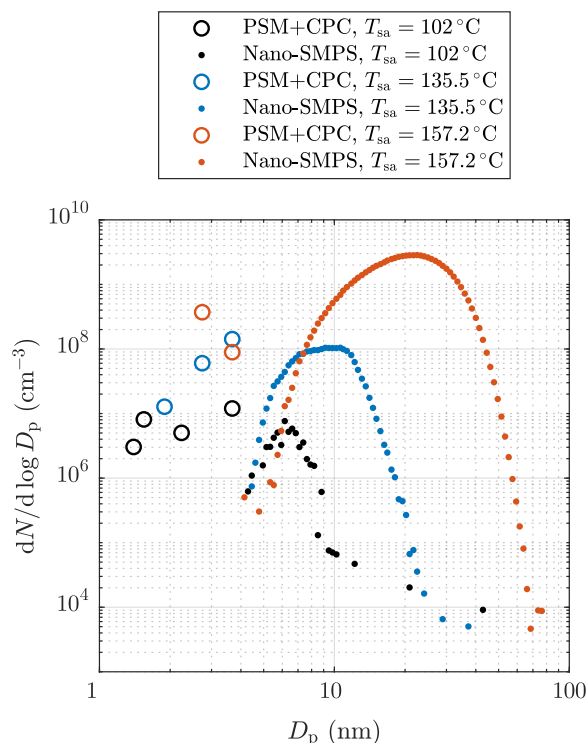 PSM+CPC, T_sa = 102 °C
Nano-SMPS, T_sa = 102 °C
PSM+CPC, T_sa = 135.5 °C
Nano-SMPS, T_sa = 135.5 °C
PSM+CPC, T_sa = 157.2 °C
Nano-SMPS, T_sa = 157.2 °C
10^10
10^8
10^6
10^4
dN/d log D_p (cm^−3)
1 10 100
D_p (nm)